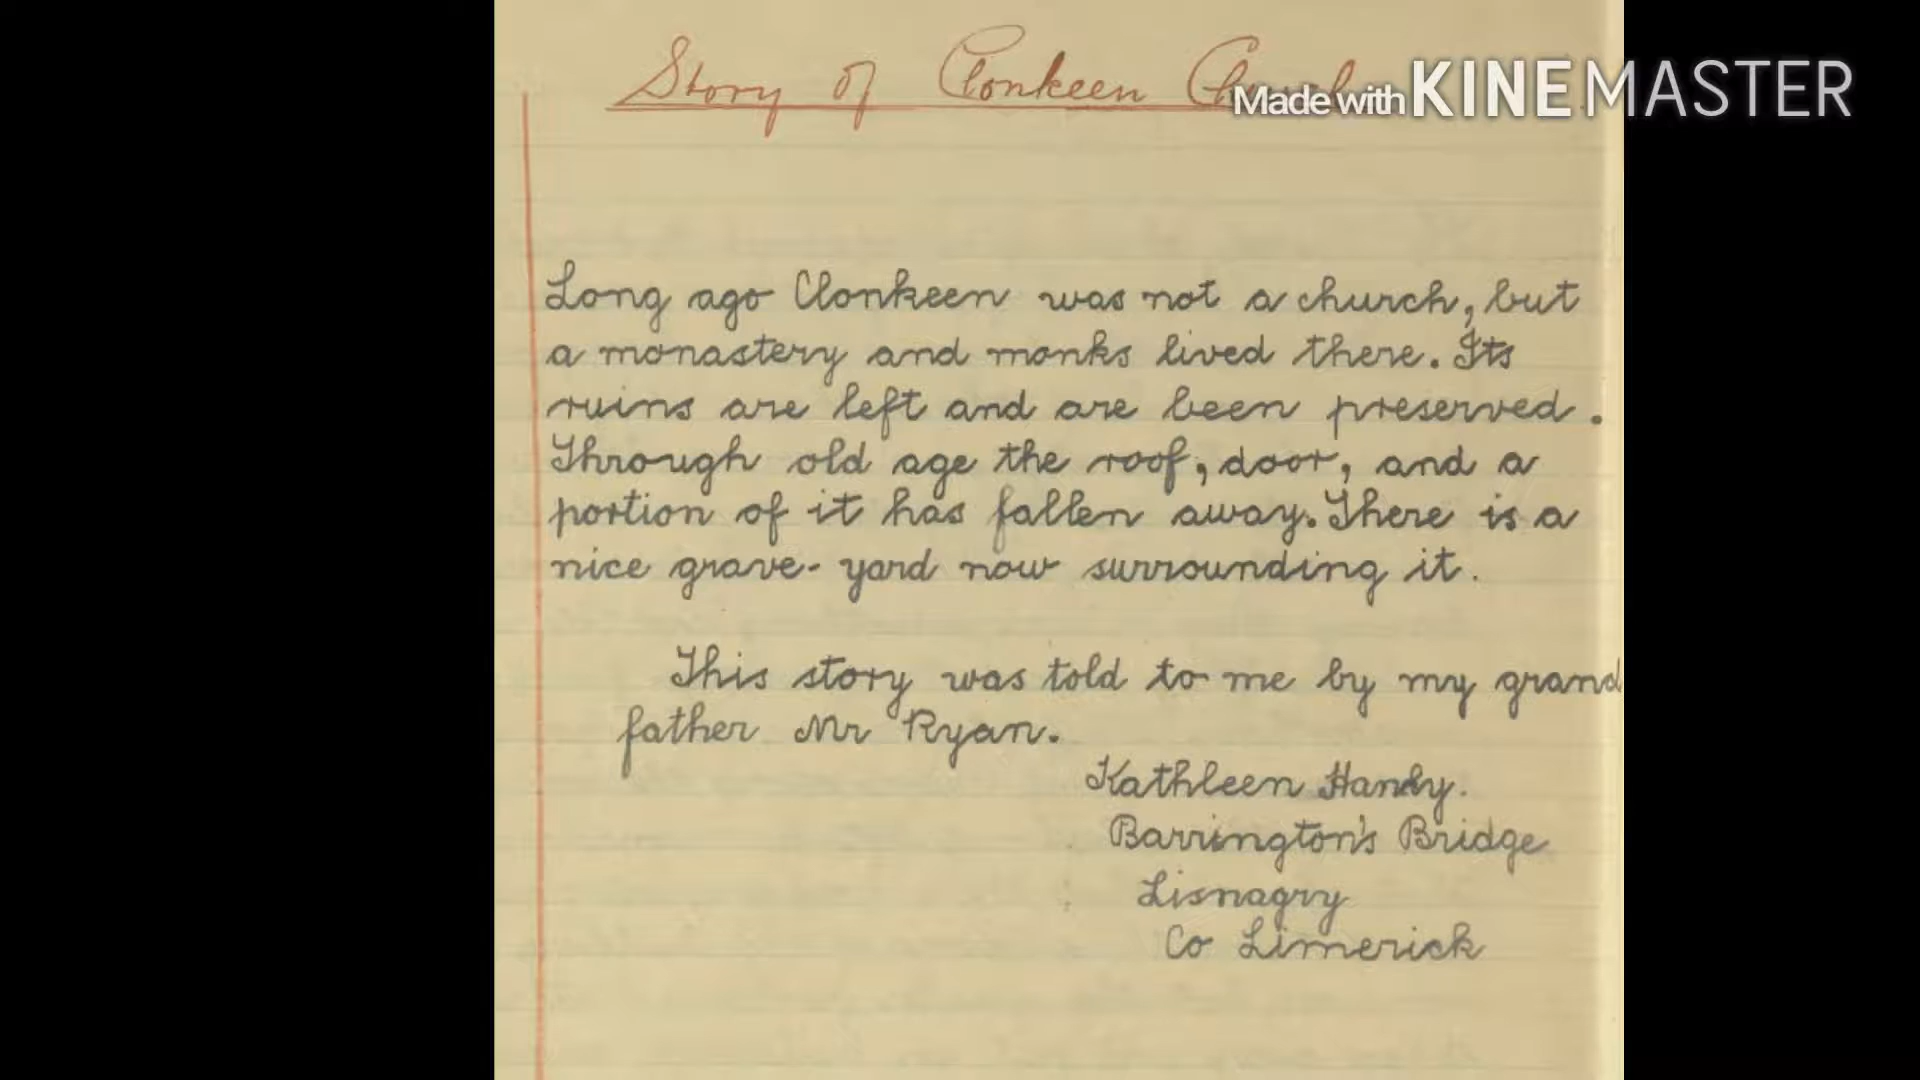 Story of Clonkeen Church
Made with KINEMASTER
Long ago Clonkeen was not a church, but
a monastery and monks lived there. Its
ruins are left and are been preserved.
Through old age the roof, door, and a
portion of it has fallen away. There is a
nice grave-yard now surrounding it.
This story was told to me by my grand
father Mr Ryan.
Kathleen Handy.
Barrington's Bridge
Lisnagry
Co Limerick